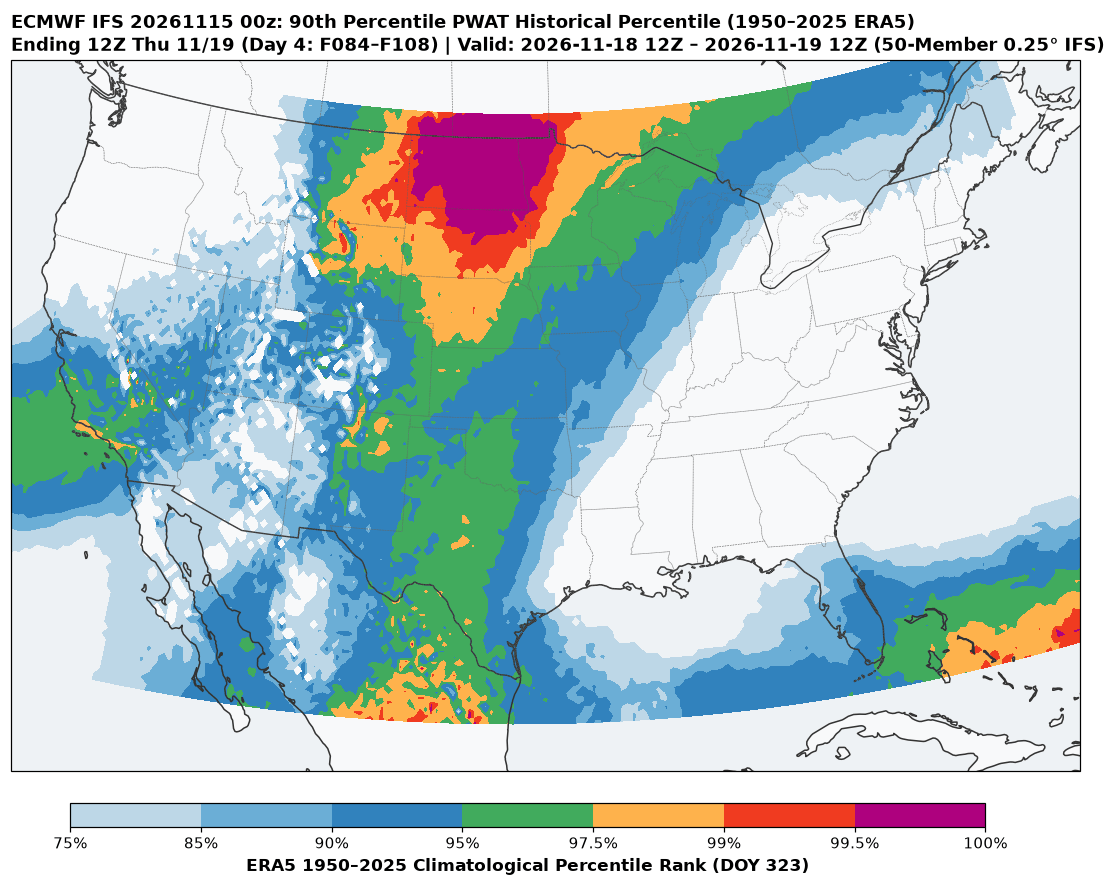 ECMWF IFS 20261115 00z: 90th Percentile PWAT Historical Percentile (1950–2025 ERA5)
Ending 12Z Thu 11/19 (Day 4: F084–F108) | Valid: 2026-11-18 12Z – 2026-11-19 12Z (50-Member 0.25° IFS)
75% 85% 90% 95% 97.5% 99% 99.5% 100%
ERA5 1950–2025 Climatological Percentile Rank (DOY 323)